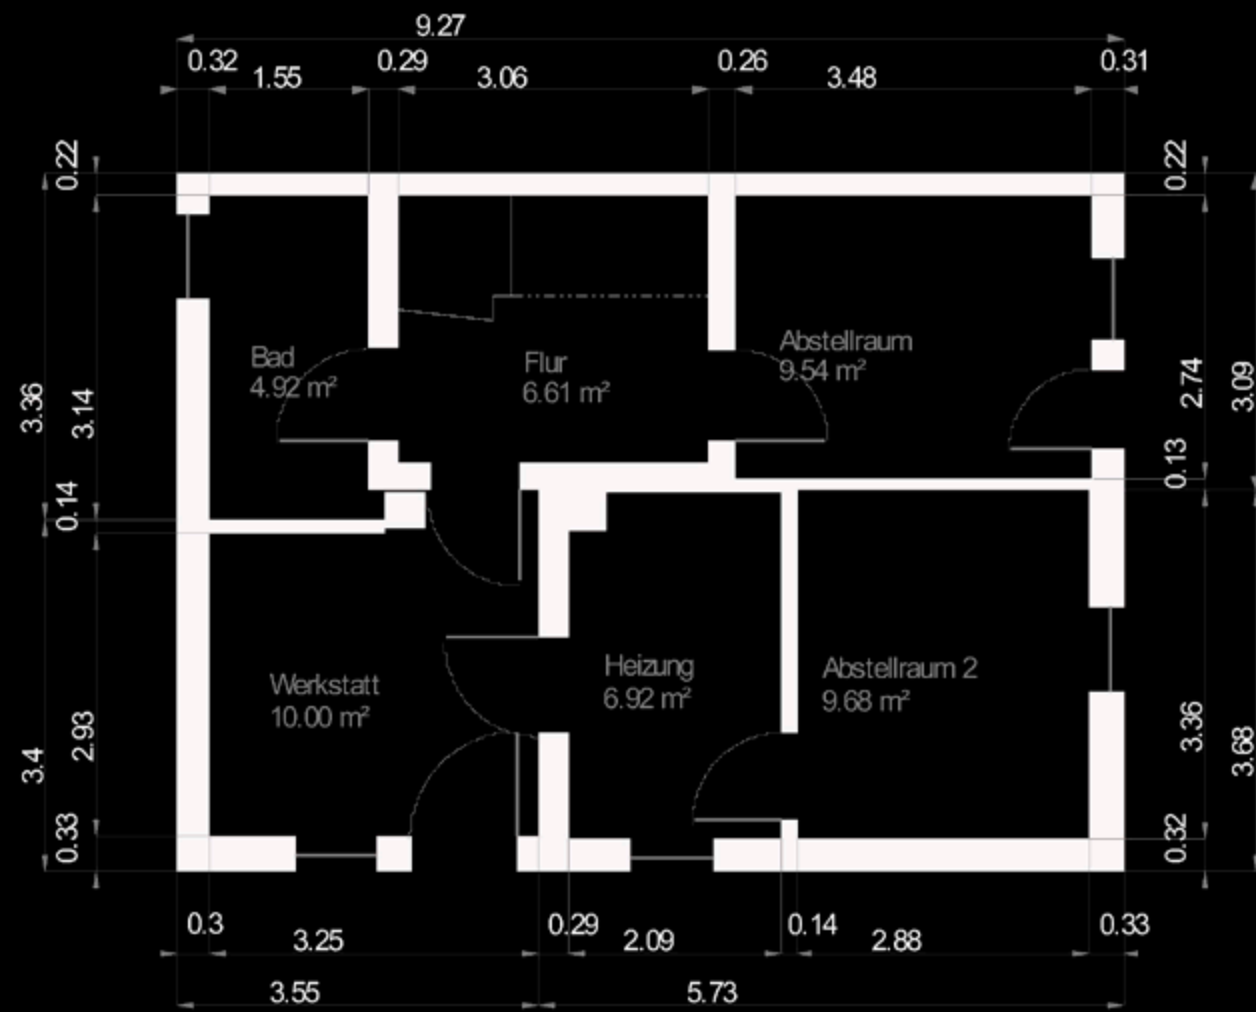 9.27
0.32
0.29
0.26
0.31
1.55
3.06
3.48
0.22
0.22
Bad
4.92 m²
Flur
6.61 m²
Abstellraum
9.54 m²
3.36
3.14
2.74
3.09
0.14
0.13
Werkstatt
10.00 m²
Heizung
6.92 m²
Abstellraum 2
9.68 m²
3.4
2.93
3.36
3.68
0.33
0.32
0.3
0.29
0.14
0.33
3.25
2.09
2.88
3.55
5.73